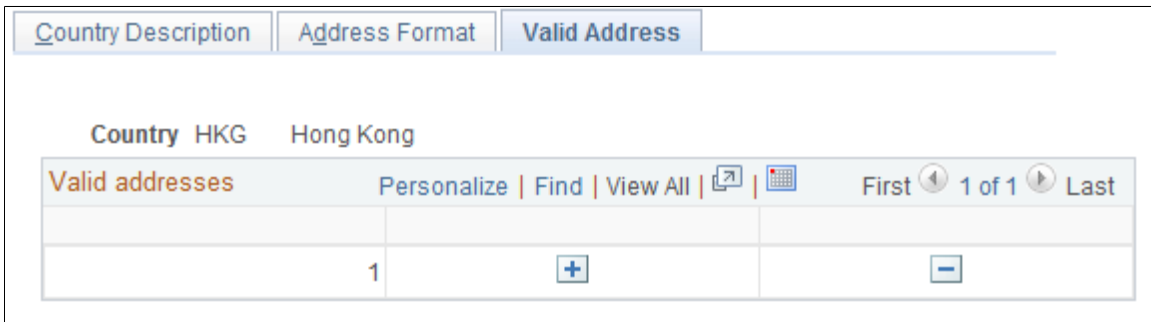 Country Description Address Format Valid Address
Country HKG Hong Kong
Valid addresses Personalize | Find | View All | | First 1 of 1 Last
1